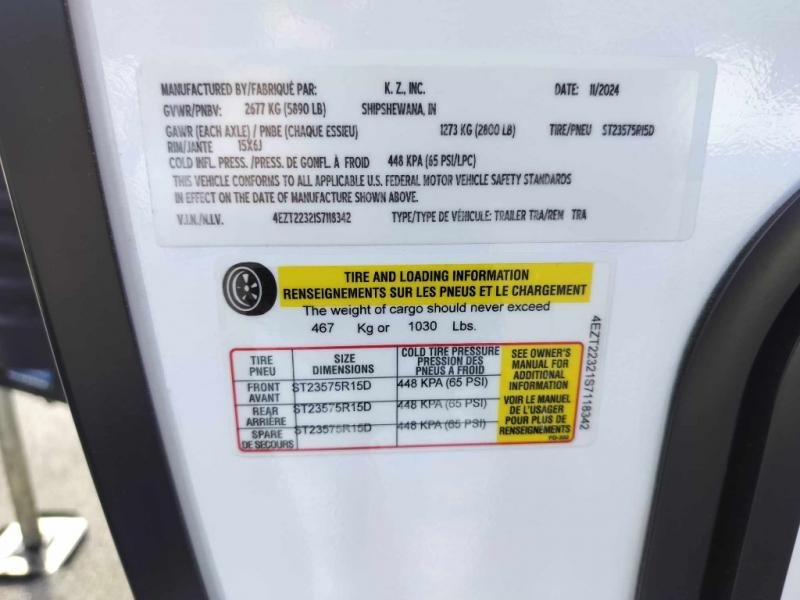 MANUFACTURED BY/FABRIQUÉ PAR: K. Z., INC. DATE: 11/2024
GVWR/PNBV: 2677 KG (5890 LB) SHIPSHEWANA, IN
GAWR (EACH AXLE) / PNBE (CHAQUE ESSIEU) 1273 KG (2800 LB) TIRE/PNEU ST23575R15D
RIM/JANTE 15X6J
COLD INFL. PRESS. /PRESS. DE GONFL. À FROID 448 KPA (65 PSI/LPC)
THIS VEHICLE CONFORMS TO ALL APPLICABLE U.S. FEDERAL MOTOR VEHICLE SAFETY STANDARDS
IN EFFECT ON THE DATE OF MANUFACTURE SHOWN ABOVE.
V.I.N./N.I.V. 4EZT22321S7118342 TYPE/TYPE DE VÉHICULE: TRAILER TRA/REM TRA
TIRE AND LOADING INFORMATION
RENSEIGNEMENTS SUR LES PNEUS ET LE CHARGEMENT
The weight of cargo should never exceed
467 Kg or 1030 Lbs.
TIRE
PNEU
SIZE
DIMENSIONS
COLD TIRE PRESSURE
PRESSION DES
PNEUS A FROID
FRONT
AVANT
ST23575R15D 448 KPA (65 PSI)
REAR
ARRIÈRE
ST23575R15D 448 KPA (65 PSI)
SPARE
DE SECOURS
ST23575R15D 448 KPA (65 PSI)
SEE OWNER'S
MANUAL FOR
ADDITIONAL
INFORMATION
VOIR LE MANUEL
DE L'USAGER
POUR PLUS DE
RENSEIGNEMENTS
4EZT22321S7118342